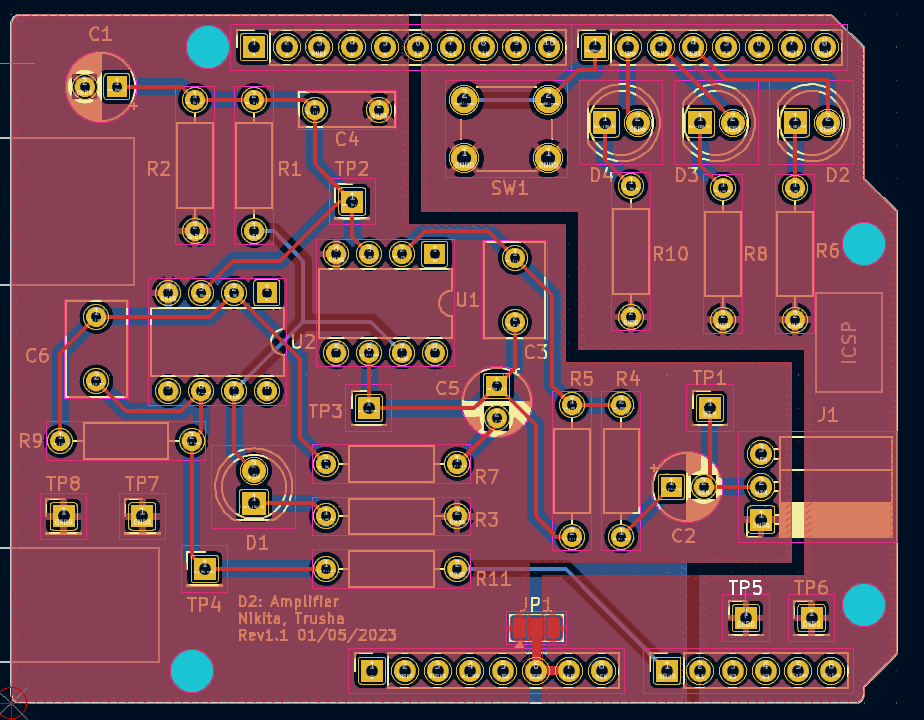 C1
C4
R2
R1
TP2
SW1
D4
D3
D2
R10
R8
R6
U1
U2
ICSP
C6
C3
C5
R5
R4
TP1
TP3
J1
R9
R7
TP8
TP7
R3
C2
D1
R11
TP4
TP5
TP6
D2: Amplifier
Nikita, Trusha
Rev1.1 01/05/2023
JP1